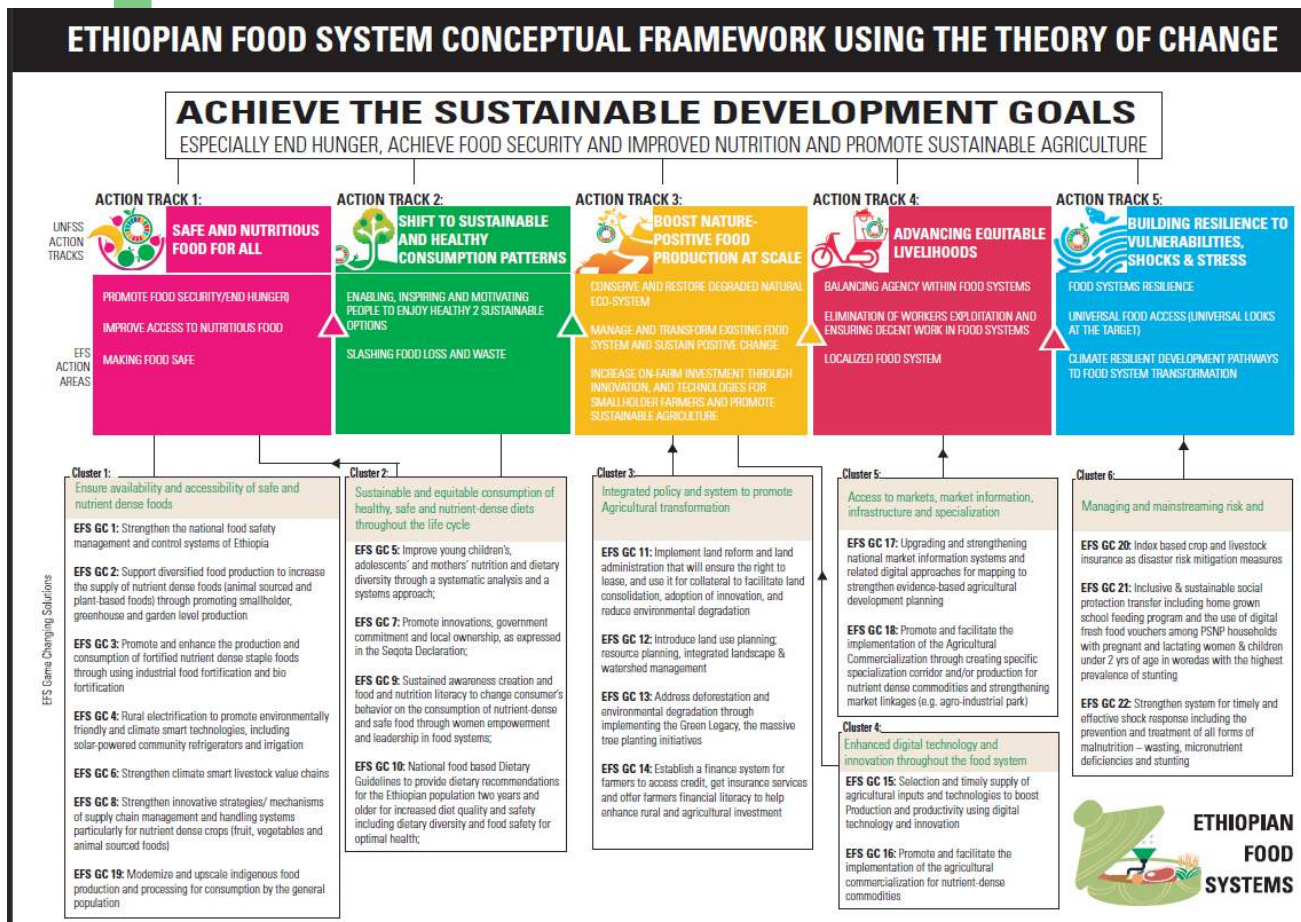 ETHIOPIAN FOOD SYSTEM CONCEPTUAL FRAMEWORK USING THE THEORY OF CHANGE
ACHIEVE THE SUSTAINABLE DEVELOPMENT GOALS
ESPECIALLY END HUNGER, ACHIEVE FOOD SECURITY AND IMPROVED NUTRITION AND PROMOTE SUSTAINABLE AGRICULTURE
UNFSS
ACTION
TRACKS
ACTION TRACK 1:
SAFE AND NUTRITIOUS
FOOD FOR ALL
ACTION TRACK 2:
SHIFT TO SUSTAINABLE
AND HEALTHY
CONSUMPTION PATTERNS
ACTION TRACK 3:
BOOST NATURE-
POSITIVE FOOD
PRODUCTION AT SCALE
ACTION TRACK 4:
ADVANCING EQUITABLE
LIVELIHOODS
ACTION TRACK 5:
BUILDING RESILIENCE TO
VULNERABILITIES,
SHOCKS & STRESS
EFS
ACTION
AREAS
PROMOTE FOOD SECURITY/END HUNGER)
IMPROVE ACCESS TO NUTRITIOUS FOOD
MAKING FOOD SAFE
ENABLING, INSPIRING AND MOTIVATING
PEOPLE TO ENJOY HEALTHY 2 SUSTAINABLE
OPTIONS
SLASHING FOOD LOSS AND WASTE
CONSERVE AND RESTORE DEGRADED NATURAL
ECO-SYSTEM
MANAGE AND TRANSFORM EXISTING FOOD
SYSTEM AND SUSTAIN POSITIVE CHANGE
INCREASE ON-FARM INVESTMENT THROUGH
INNOVATION, AND TECHNOLOGIES FOR
SMALLHOLDER FARMERS AND PROMOTE
SUSTAINABLE AGRICULTURE
BALANCING AGENCY WITHIN FOOD SYSTEMS
ELIMINATION OF WORKERS EXPLOITATION AND
ENSURING DECENT WORK IN FOOD SYSTEMS
LOCALIZED FOOD SYSTEM
FOOD SYSTEMS RESILIENCE
UNIVERSAL FOOD ACCESS (UNIVERSAL LOOKS
AT THE TARGET)
CLIMATE RESILIENT DEVELOPMENT PATHWAYS
TO FOOD SYSTEM TRANSFORMATION
EFS Game Changing Solutions
Cluster 1:
Ensure availability and accessibility of safe and
nutrient dense foods
EFS GC 1: Strengthen the national food safety
management and control systems of Ethiopia
EFS GC 2: Support diversified food production to increase
the supply of nutrient dense foods (animal sourced and
plant-based foods) through promoting smallholder,
greenhouse and garden level production
EFS GC 3: Promote and enhance the production and
consumption of fortified nutrient dense staple foods
through using industrial food fortification and bio
fortification
EFS GC 4: Rural electrification to promote environmentally
friendly and climate smart technologies, including
solar-powered community refrigerators and irrigation
EFS GC 6: Strengthen climate smart livestock value chains
EFS GC 8: Strengthen innovative strategies/ mechanisms
of supply chain management and handling systems
particularly for nutrient dense crops (fruit, vegetables and
animal sourced foods)
EFS GC 19: Modernize and upscale indigenous food
production and processing for consumption by the general
population
Cluster 2:
Sustainable and equitable consumption of
healthy, safe and nutrient-dense diets
throughout the life cycle
EFS GC 5: Improve young children's,
adolescents' and mothers' nutrition and dietary
diversity through a systematic analysis and a
systems approach;
EFS GC 7: Promote innovations, government
commitment and local ownership, as expressed
in the Seqota Declaration;
EFS GC 9: Sustained awareness creation and
food and nutrition literacy to change consumer's
behavior on the consumption of nutrient-dense
and safe food through women empowerment
and leadership in food systems;
EFS GC 10: National food based Dietary
Guidelines to provide dietary recommendations
for the Ethiopian population two years and
older for increased diet quality and safety
including dietary diversity and food safety for
optimal health;
Cluster 3:
Integrated policy and system to promote
Agricultural transformation
EFS GC 11: Implement land reform and land
administration that will ensure the right to
lease, and use it for collateral to facilitate land
consolidation, adoption of innovation, and
reduce environmental degradation
EFS GC 12: Introduce land use planning;
resource planning, integrated landscape &
watershed management
EFS GC 13: Address deforestation and
environmental degradation through
implementing the Green Legacy, the massive
tree planting initiatives
EFS GC 14: Establish a finance system for
farmers to access credit, get insurance services
and offer farmers financial literacy to help
enhance rural and agricultural investment
Cluster 5:
Access to markets, market information,
infrastructure and specialization
EFS GC 17: Upgrading and strengthening
national market information systems and
related digital approaches for mapping to
strengthen evidence-based agricultural
development planning
EFS GC 18: Promote and facilitate the
implementation of the Agricultural
Commercialization through creating specific
specialization corridor and/or production for
nutrient dense commodities and strengthening
market linkages (e.g. agro-industrial park)
Cluster 4:
Enhanced digital technology and
innovation throughout the food system
EFS GC 15: Selection and timely supply of
agricultural inputs and technologies to boost
Production and productivity using digital
technology and innovation
EFS GC 16: Promote and facilitate the
implementation of the agricultural
commercialization for nutrient-dense
commodities
Cluster 6:
Managing and mainstreaming risk and
EFS GC 20: Index based crop and livestock
insurance as disaster risk mitigation measures
EFS GC 21: Inclusive & sustainable social
protection transfer including home grown
school feeding program and the use of digital
fresh food vouchers among PSNP households
with pregnant and lactating women & children
under 2 yrs of age in woredas with the highest
prevalence of stunting
EFS GC 22: Strengthen system for timely and
effective shock response including the
prevention and treatment of all forms of
malnutrition – wasting, micronutrient
deficiencies and stunting
ETHIOPIAN
FOOD
SYSTEMS